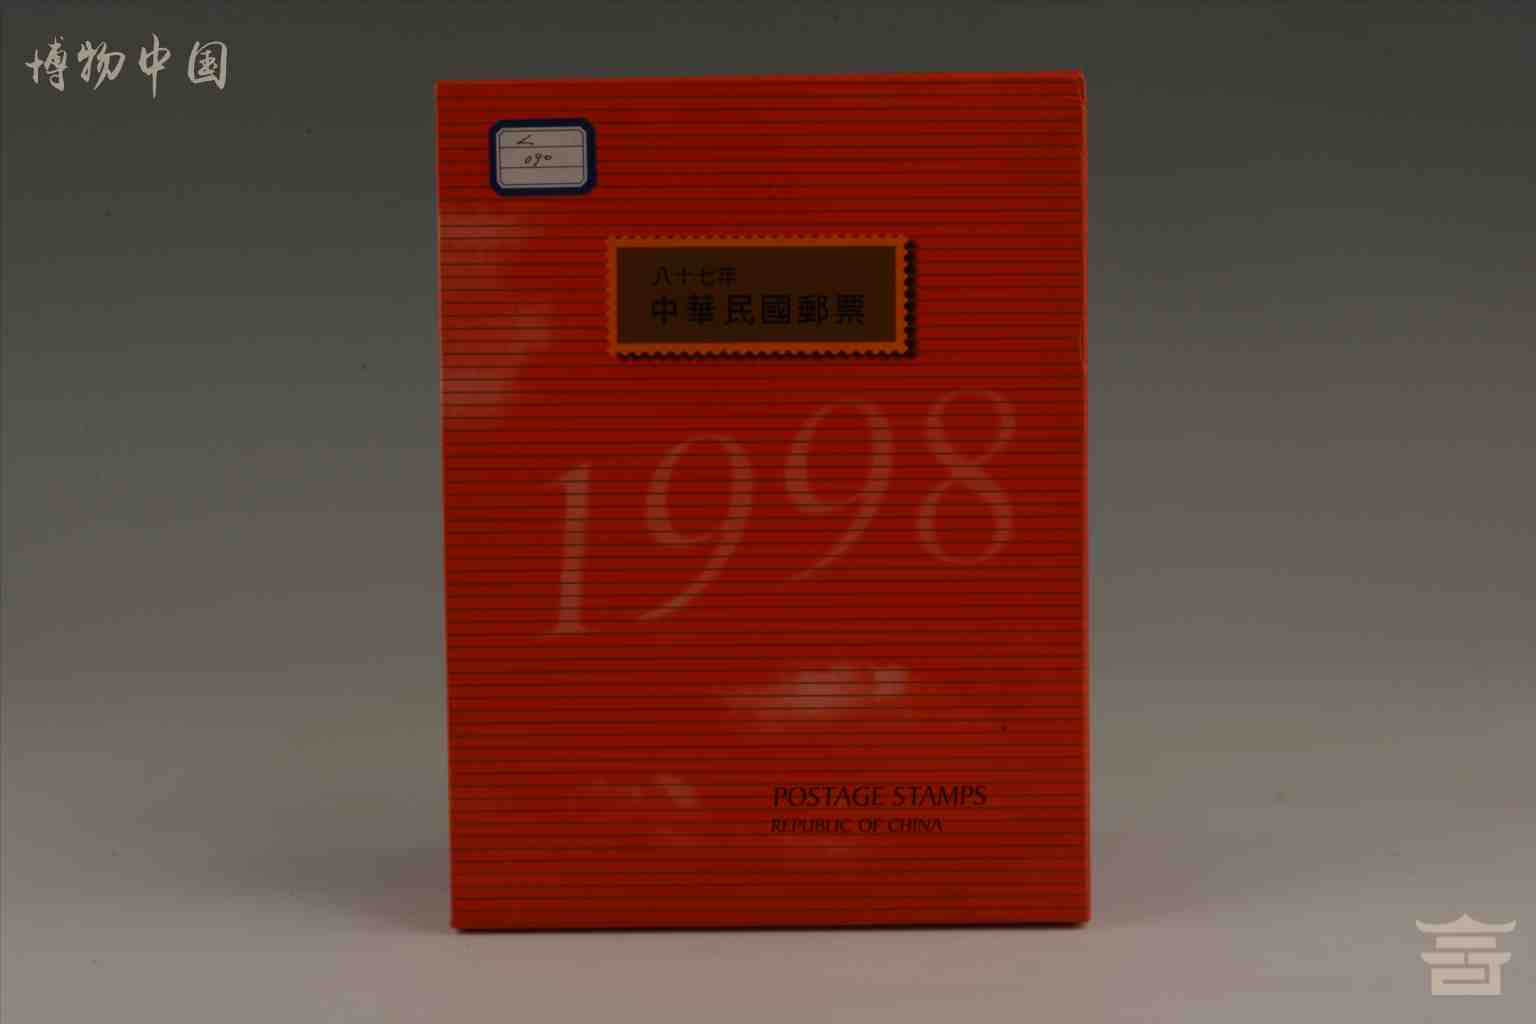 博物中国
090
八十七年
中華民國郵票
1998
POSTAGE STAMPS
REPUBLIC OF CHINA